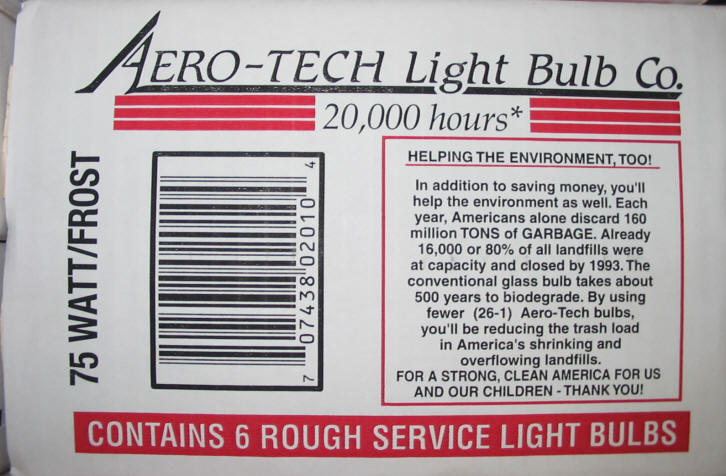 AERO-TECH Light Bulb Co.
20,000 hours*
75 WATT/FROST
7 07438 02010 4
HELPING THE ENVIRONMENT, TOO!
In addition to saving money, you'll
help the environment as well. Each
year, Americans alone discard 160
million TONS of GARBAGE. Already
16,000 or 80% of all landfills were
at capacity and closed by 1993. The
conventional glass bulb takes about
500 years to biodegrade. By using
fewer (26-1) Aero-Tech bulbs,
you'll be reducing the trash load
in America's shrinking and
overflowing landfills.
FOR A STRONG, CLEAN AMERICA FOR US
AND OUR CHILDREN - THANK YOU!
CONTAINS 6 ROUGH SERVICE LIGHT BULBS